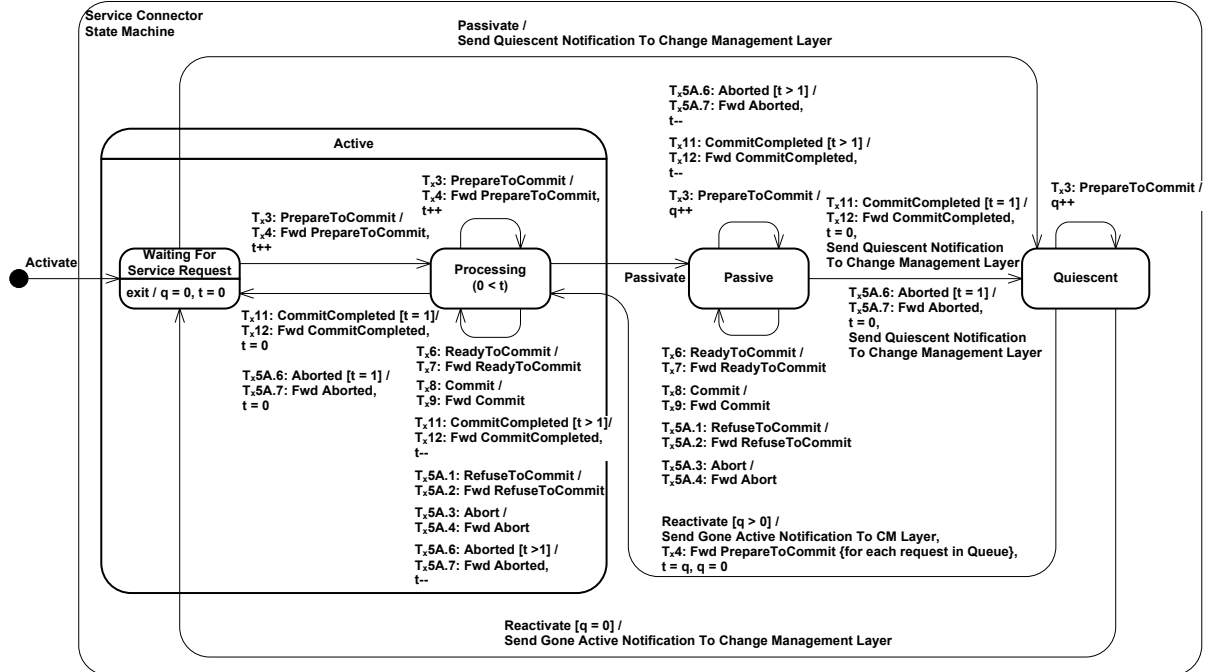 Service Connector
State Machine
Passivate /
Send Quiescent Notification To Change Management Layer
Tₓ5A.6: Aborted [t > 1] /
Tₓ5A.7: Fwd Aborted,
t--
Tₓ11: CommitCompleted [t > 1] /
Tₓ12: Fwd CommitCompleted,
t--
Tₓ3: PrepareToCommit /
q++
Active
Tₓ3: PrepareToCommit /
Tₓ4: Fwd PrepareToCommit,
t++
Tₓ3: PrepareToCommit /
Tₓ4: Fwd PrepareToCommit,
t++
Tₓ3: PrepareToCommit /
q++
Tₓ11: CommitCompleted [t = 1] /
Tₓ12: Fwd CommitCompleted,
t = 0,
Send Quiescent Notification
To Change Management Layer
Activate
Waiting For
Service Request
exit / q = 0, t = 0
Processing
(0 < t)
Passivate
Passive
Quiescent
Tₓ5A.6: Aborted [t = 1] /
Tₓ5A.7: Fwd Aborted,
t = 0,
Send Quiescent Notification
To Change Management Layer
Tₓ11: CommitCompleted [t = 1]/
Tₓ12: Fwd CommitCompleted,
t = 0
Tₓ5A.6: Aborted [t = 1] /
Tₓ5A.7: Fwd Aborted,
t = 0
Tₓ6: ReadyToCommit /
Tₓ7: Fwd ReadyToCommit
Tₓ8: Commit /
Tₓ9: Fwd Commit
Tₓ11: CommitCompleted [t > 1]/
Tₓ12: Fwd CommitCompleted,
t--
Tₓ5A.1: RefuseToCommit /
Tₓ5A.2: Fwd RefuseToCommit
Tₓ5A.3: Abort /
Tₓ5A.4: Fwd Abort
Tₓ5A.6: Aborted [t >1] /
Tₓ5A.7: Fwd Aborted,
t--
Tₓ6: ReadyToCommit /
Tₓ7: Fwd ReadyToCommit
Tₓ8: Commit /
Tₓ9: Fwd Commit
Tₓ5A.1: RefuseToCommit /
Tₓ5A.2: Fwd RefuseToCommit
Tₓ5A.3: Abort /
Tₓ5A.4: Fwd Abort
Reactivate [q > 0] /
Send Gone Active Notification To CM Layer,
Tₓ4: Fwd PrepareToCommit {for each request in Queue},
t = q, q = 0
Reactivate [q = 0] /
Send Gone Active Notification To Change Management Layer